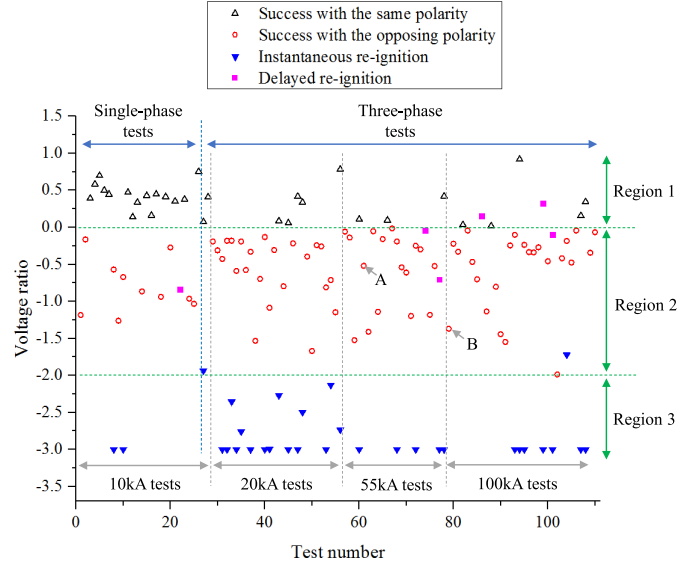 Success with the same polarity
Success with the opposing polarity
Instantaneous re-ignition
Delayed re-ignition
Single-phase
tests
Three-phase
tests
1.5
1.0
0.5
0.0
-0.5
-1.0
-1.5
-2.0
-2.5
-3.0
-3.5
Voltage ratio
Region 1
Region 2
Region 3
A
B
10kA tests
20kA tests
55kA tests
100kA tests
0
20
40
60
80
100
Test number